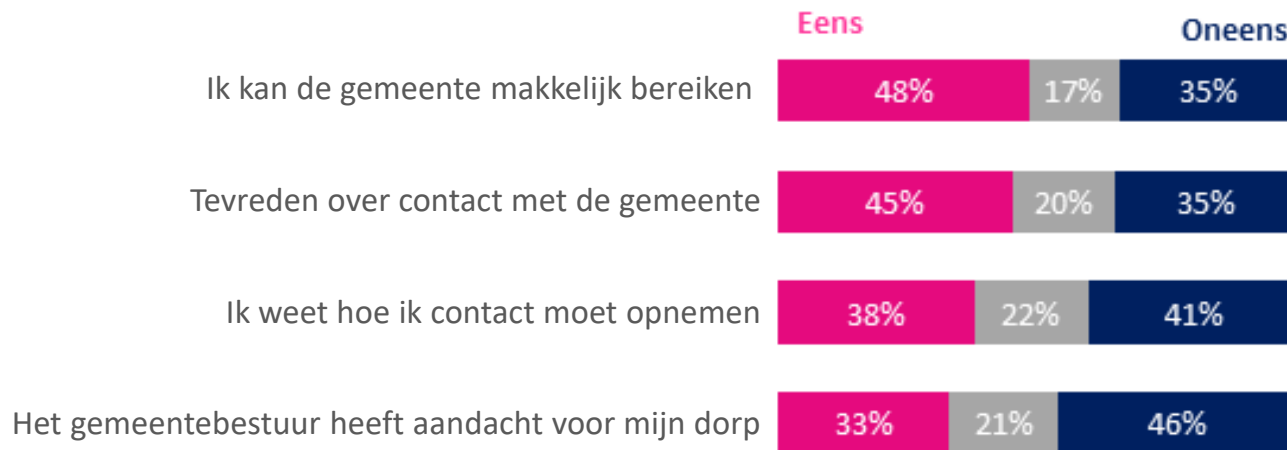 Eens Oneens
Ik kan de gemeente makkelijk bereiken 48% 17% 35%
Tevreden over contact met de gemeente 45% 20% 35%
Ik weet hoe ik contact moet opnemen 38% 22% 41%
Het gemeentebestuur heeft aandacht voor mijn dorp 33% 21% 46%